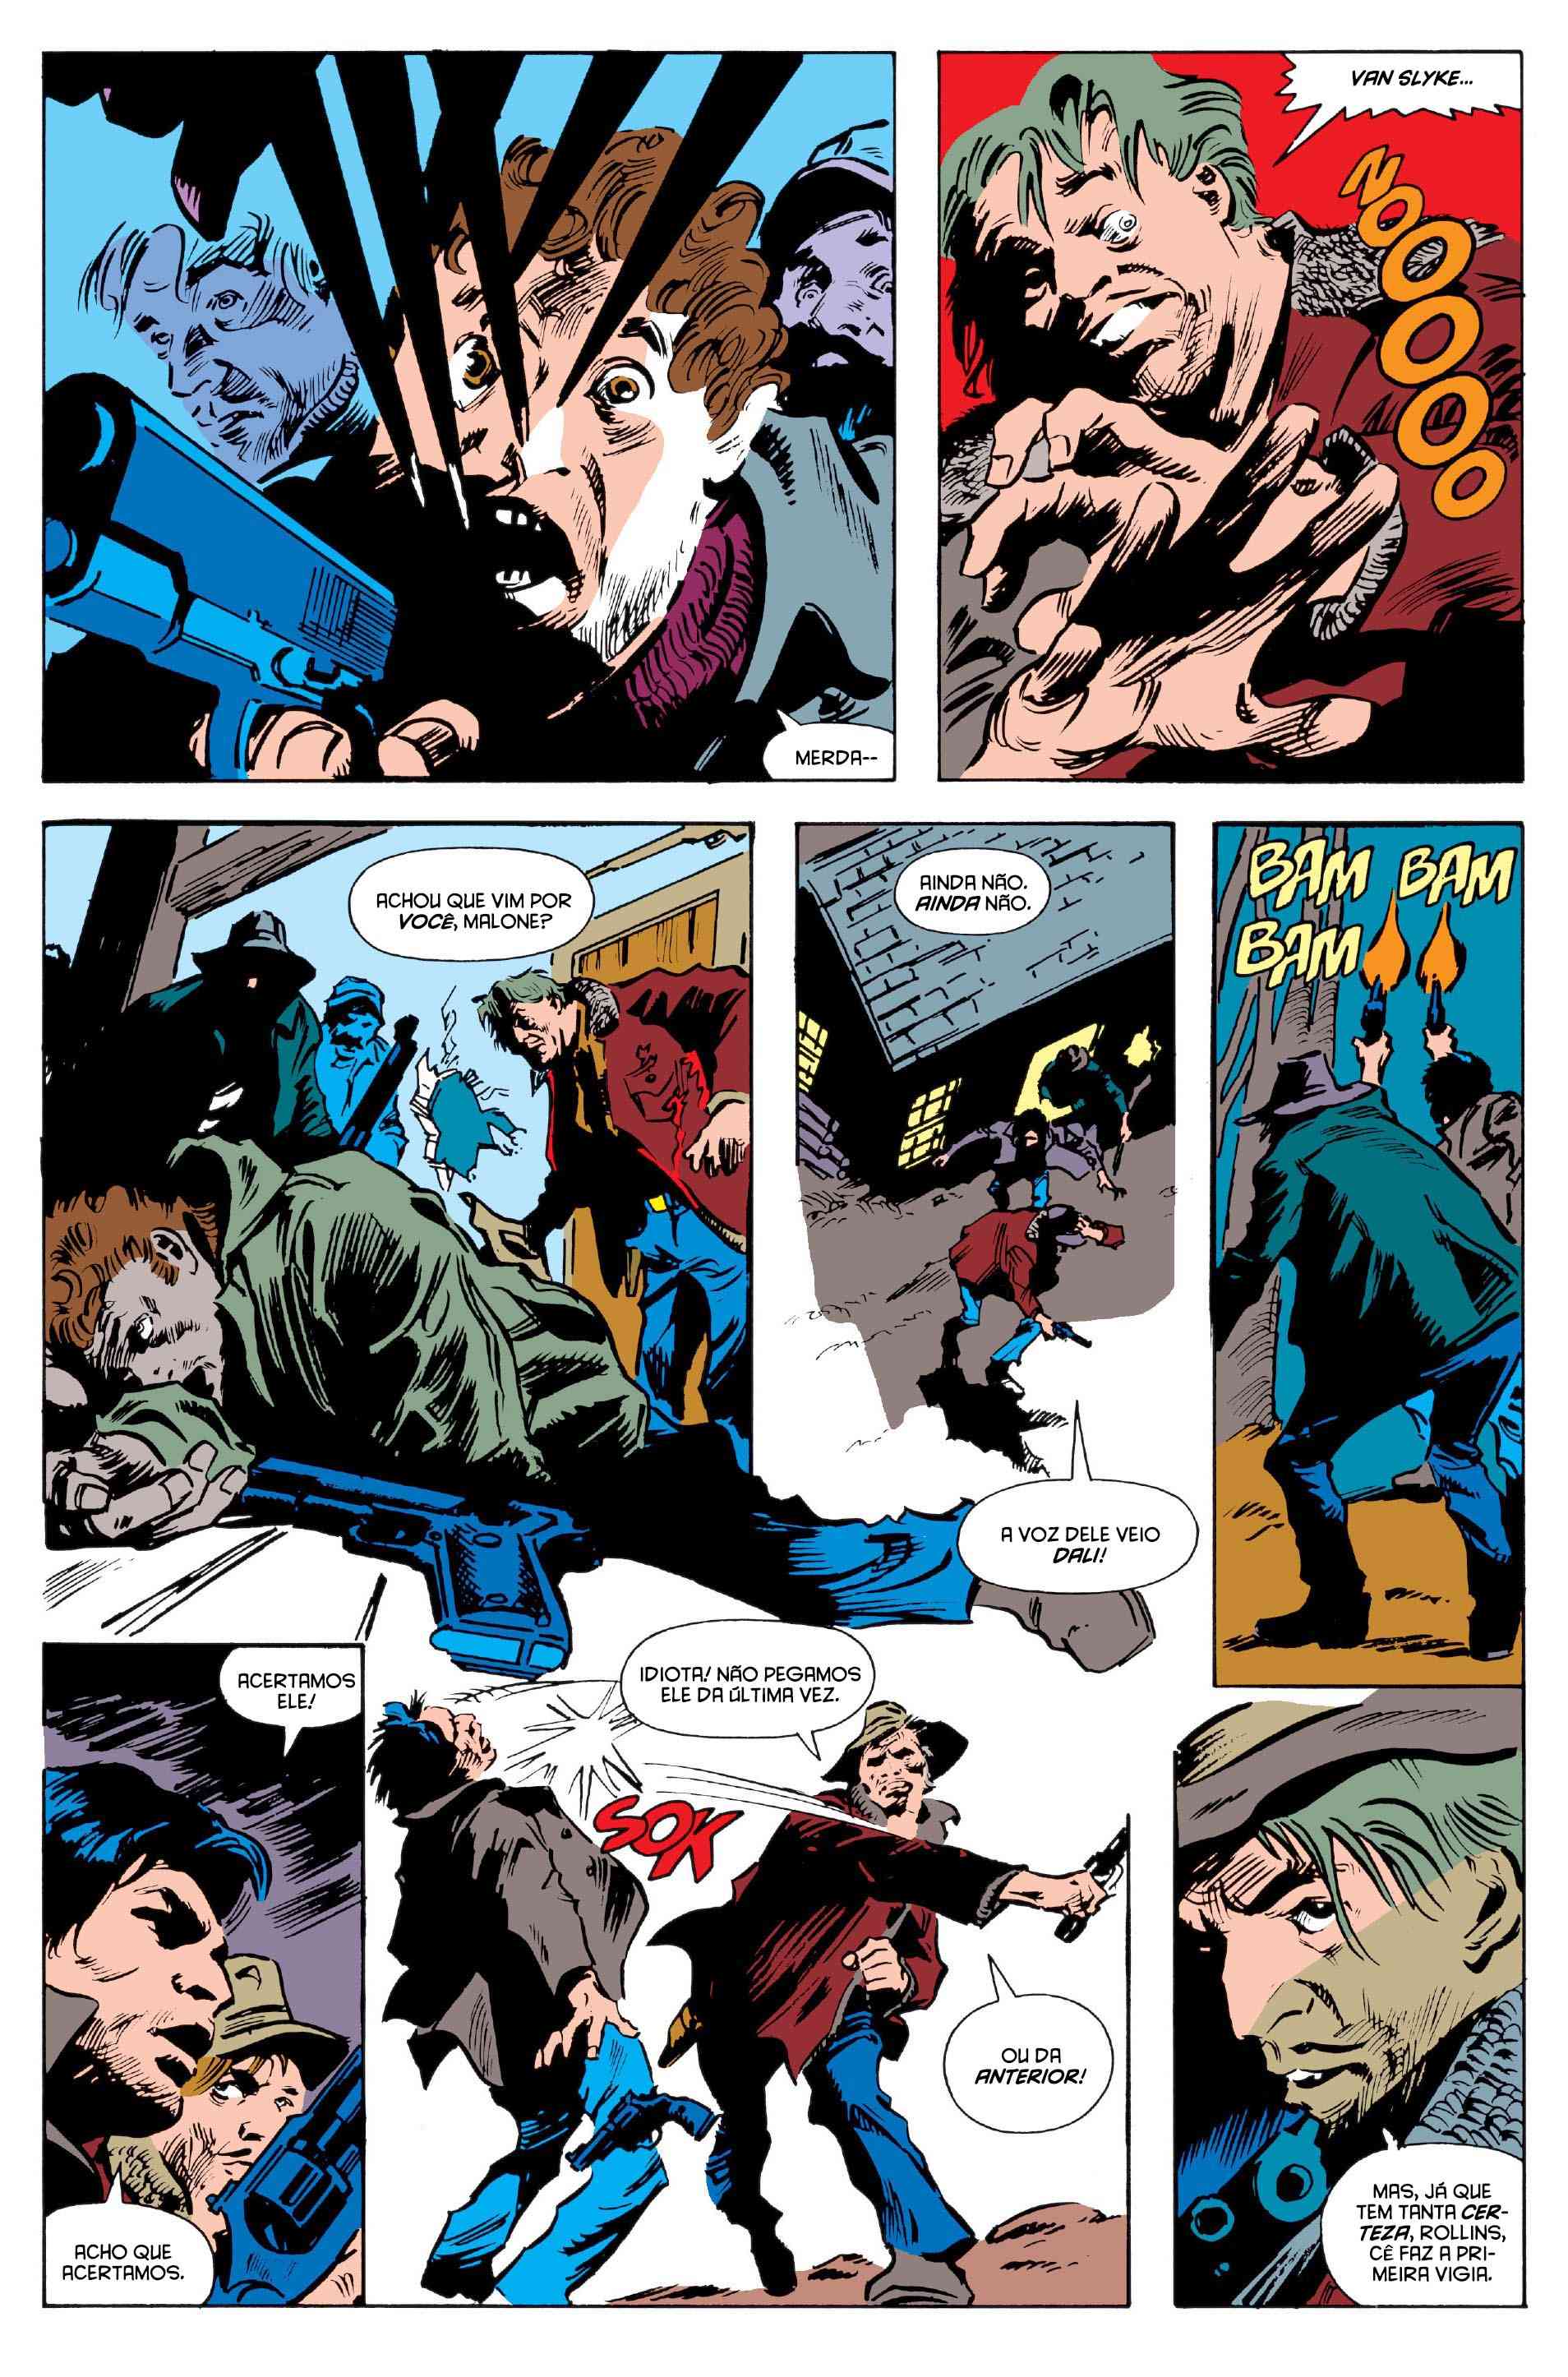 MERDA--
VAN SLYKE...
NOOOOOO
ACHOU QUE VIM POR
VOCÊ, MALONE?
AINDA NÃO.
AINDA NÃO.
A VOZ DELE VEIO
DALI!
BAM BAM
BAM
ACERTAMOS
ELE!
ACHO QUE
ACERTAMOS.
IDIOTA! NÃO PEGAMOS
ELE DA ÚLTIMA VEZ.
SOK
OU DA
ANTERIOR!
MAS, JÁ QUE
TEM TANTA CER-
TEZA, ROLLINS,
CÊ FAZ A PRI-
MEIRA VIGIA.